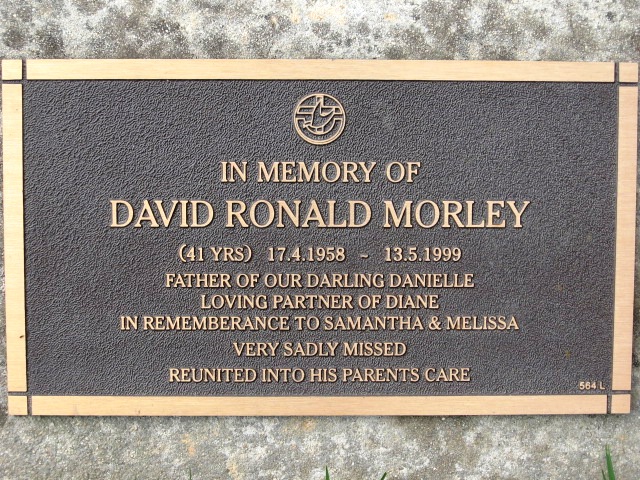 IN MEMORY OF
DAVID RONALD MORLEY
(41 YRS) 17.4.1958 ~ 13.5.1999
FATHER OF OUR DARLING DANIELLE
LOVING PARTNER OF DIANE
IN REMEMBERANCE TO SAMANTHA & MELISSA
VERY SADLY MISSED
REUNITED INTO HIS PARENTS CARE
564 L